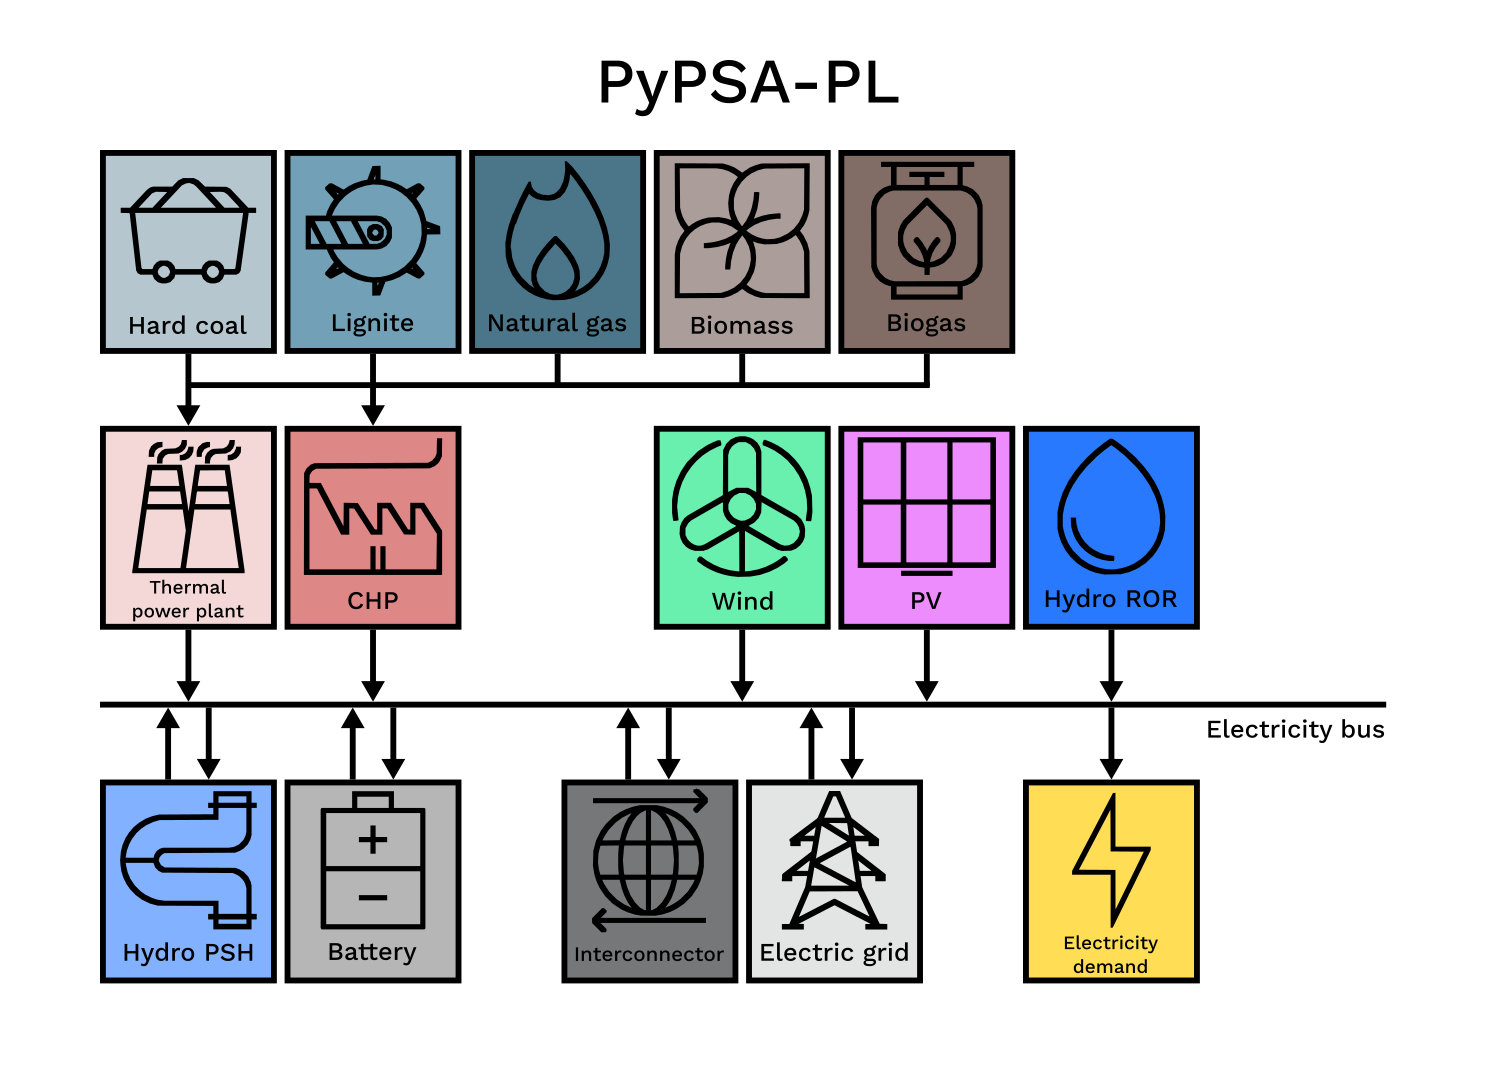 PyPSA-PL
Hard coal
Lignite
Natural gas
Biomass
Biogas
Thermal
power plant
CHP
Wind
PV
Hydro ROR
Electricity bus
Hydro PSH
Battery
Interconnector
Electric grid
Electricity
demand